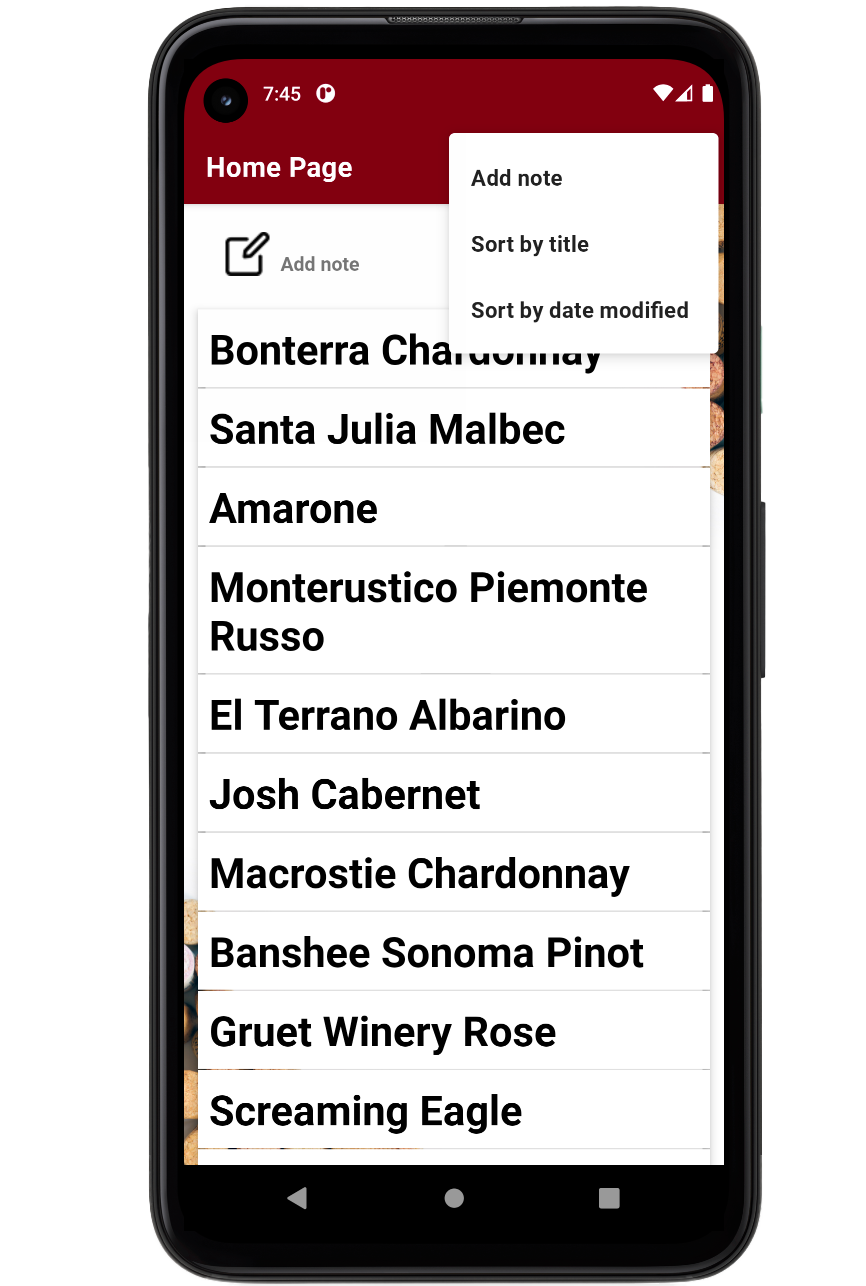 7:45
Home Page
Add note
Sort by title
Sort by date modified
Add note
Bonterra Chardonnay
Santa Julia Malbec
Amarone
Monterustico Piemonte
Russo
El Terrano Albarino
Josh Cabernet
Macrostie Chardonnay
Banshee Sonoma Pinot
Gruet Winery Rose
Screaming Eagle